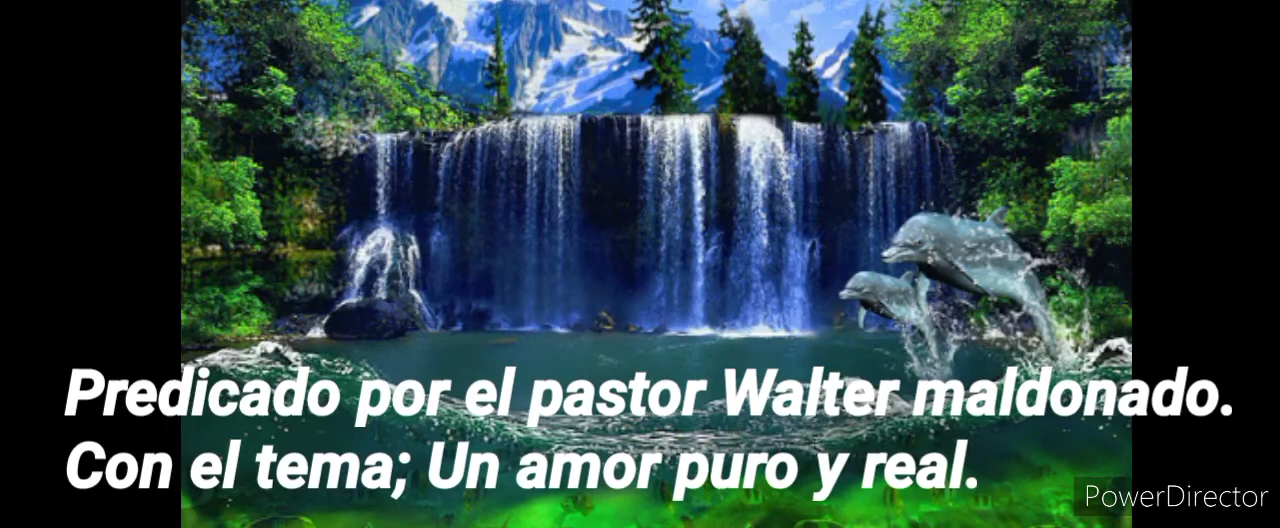 Predicado por el pastor Walter maldonado.
Con el tema; Un amor puro y real.
PowerDirector